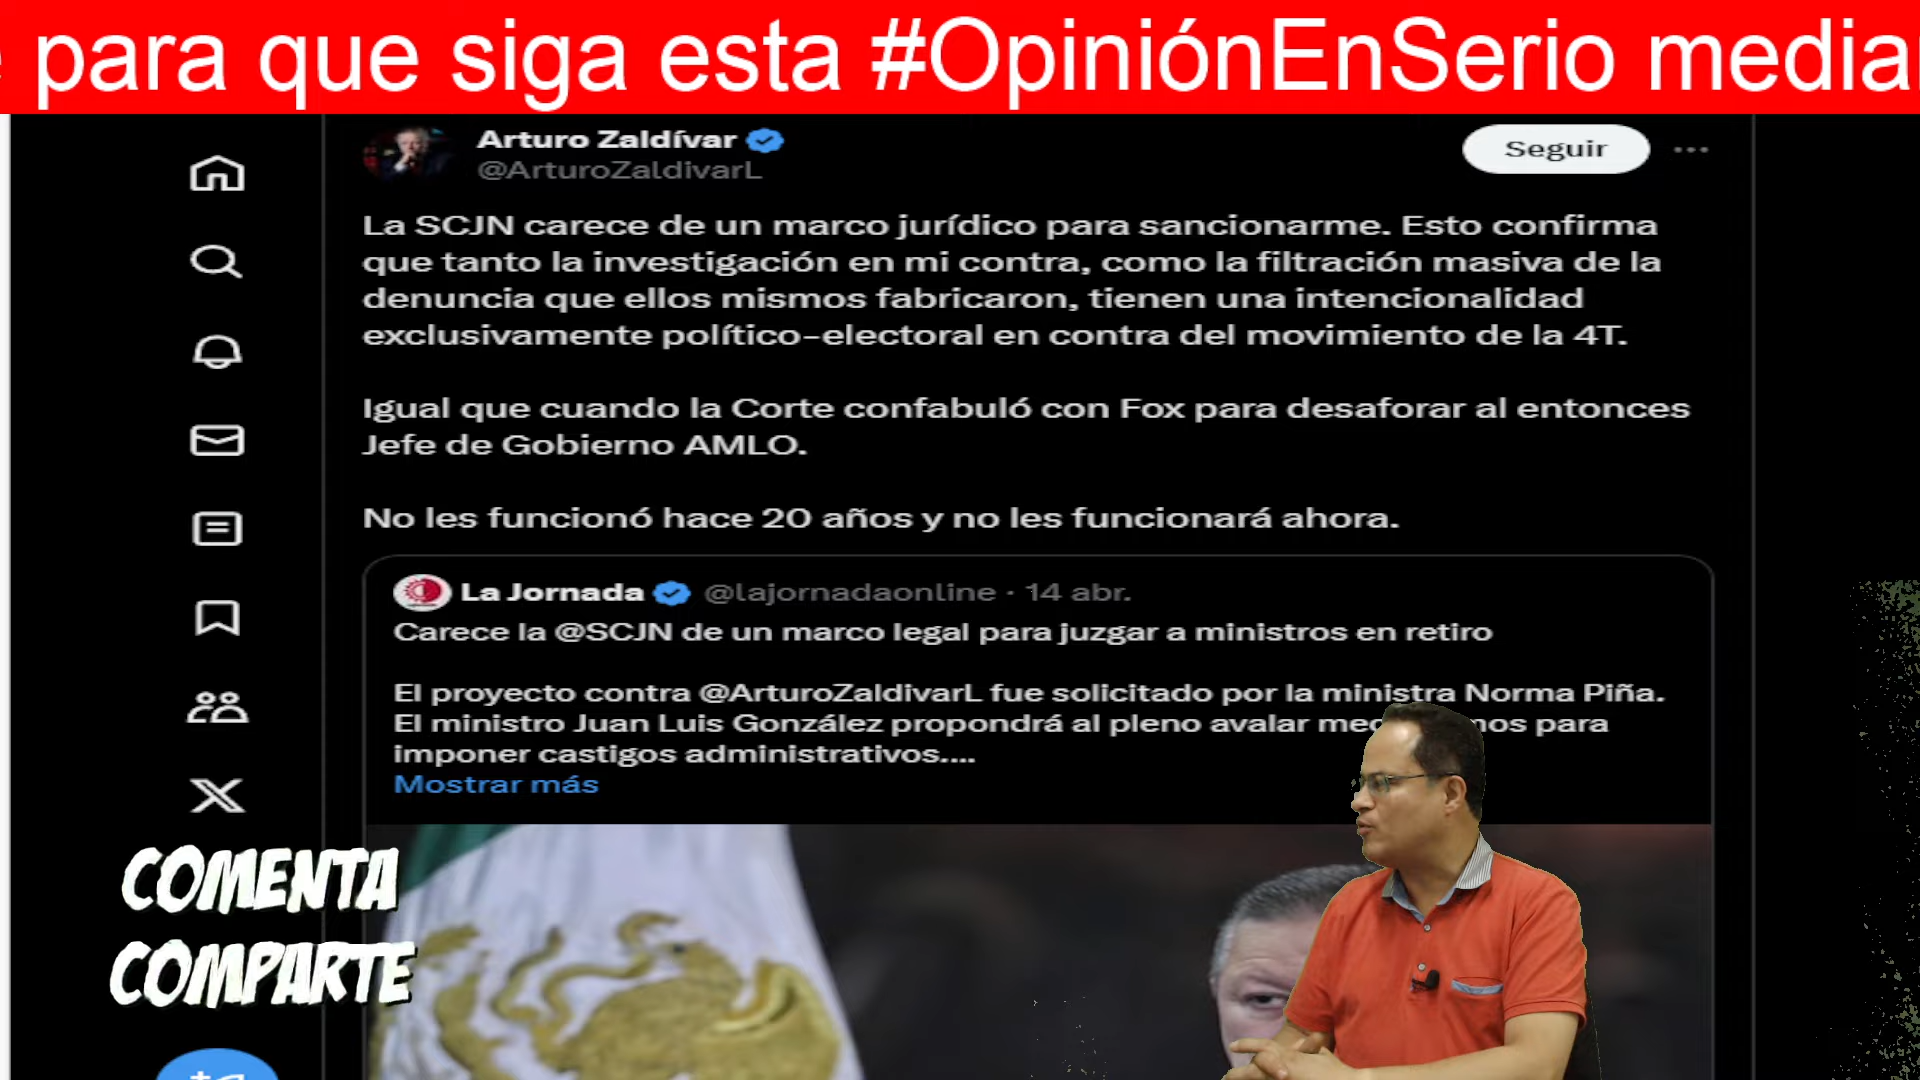 para que siga esta #OpiniónEnSerio
Arturo Zaldívar
@ArturoZaldivarL
Seguir
La SCJN carece de un marco jurídico para sancionarme. Esto confirma
que tanto la investigación en mi contra, como la filtración masiva de la
denuncia que ellos mismos fabricaron, tienen una intencionalidad
exclusivamente político-electoral en contra del movimiento de la 4T.
Igual que cuando la Corte confabuló con Fox para desaforar al entonces
Jefe de Gobierno AMLO.
No les funcionó hace 20 años y no les funcionará ahora.
La Jornada @lajornadaonline · 14 abr.
Carece la @SCJN de un marco legal para juzgar a ministros en retiro
El proyecto contra @ArturoZaldivarL fue solicitado por la ministra Norma Piña.
El ministro Juan Luis González propondrá al pleno avalar para
imponer castigos administrativos....
Mostrar más
COMENTA
COMPARTE